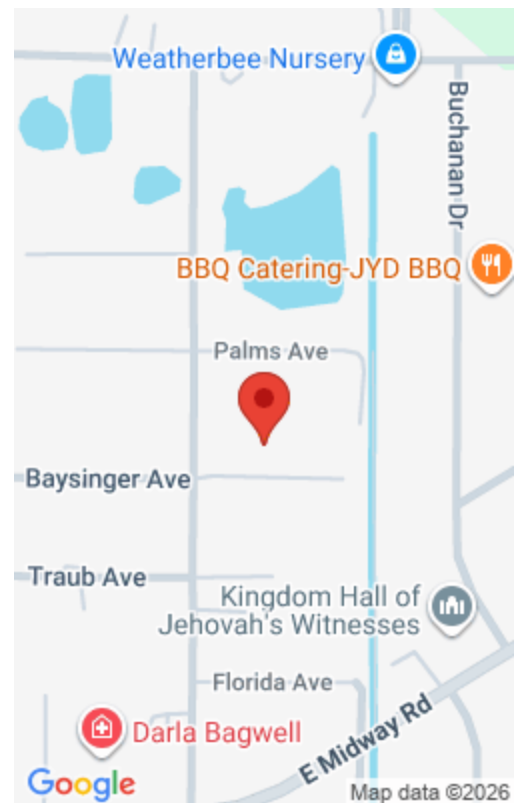 Weatherbee Nursery
Buchanan Dr
BBQ Catering-JYD BBQ
Palms Ave
Baysinger Ave
Traub Ave
Kingdom Hall of
Jehovah's Witnesses
Florida Ave
E Midway Rd
Darla Bagwell
Google
Map data ©2026